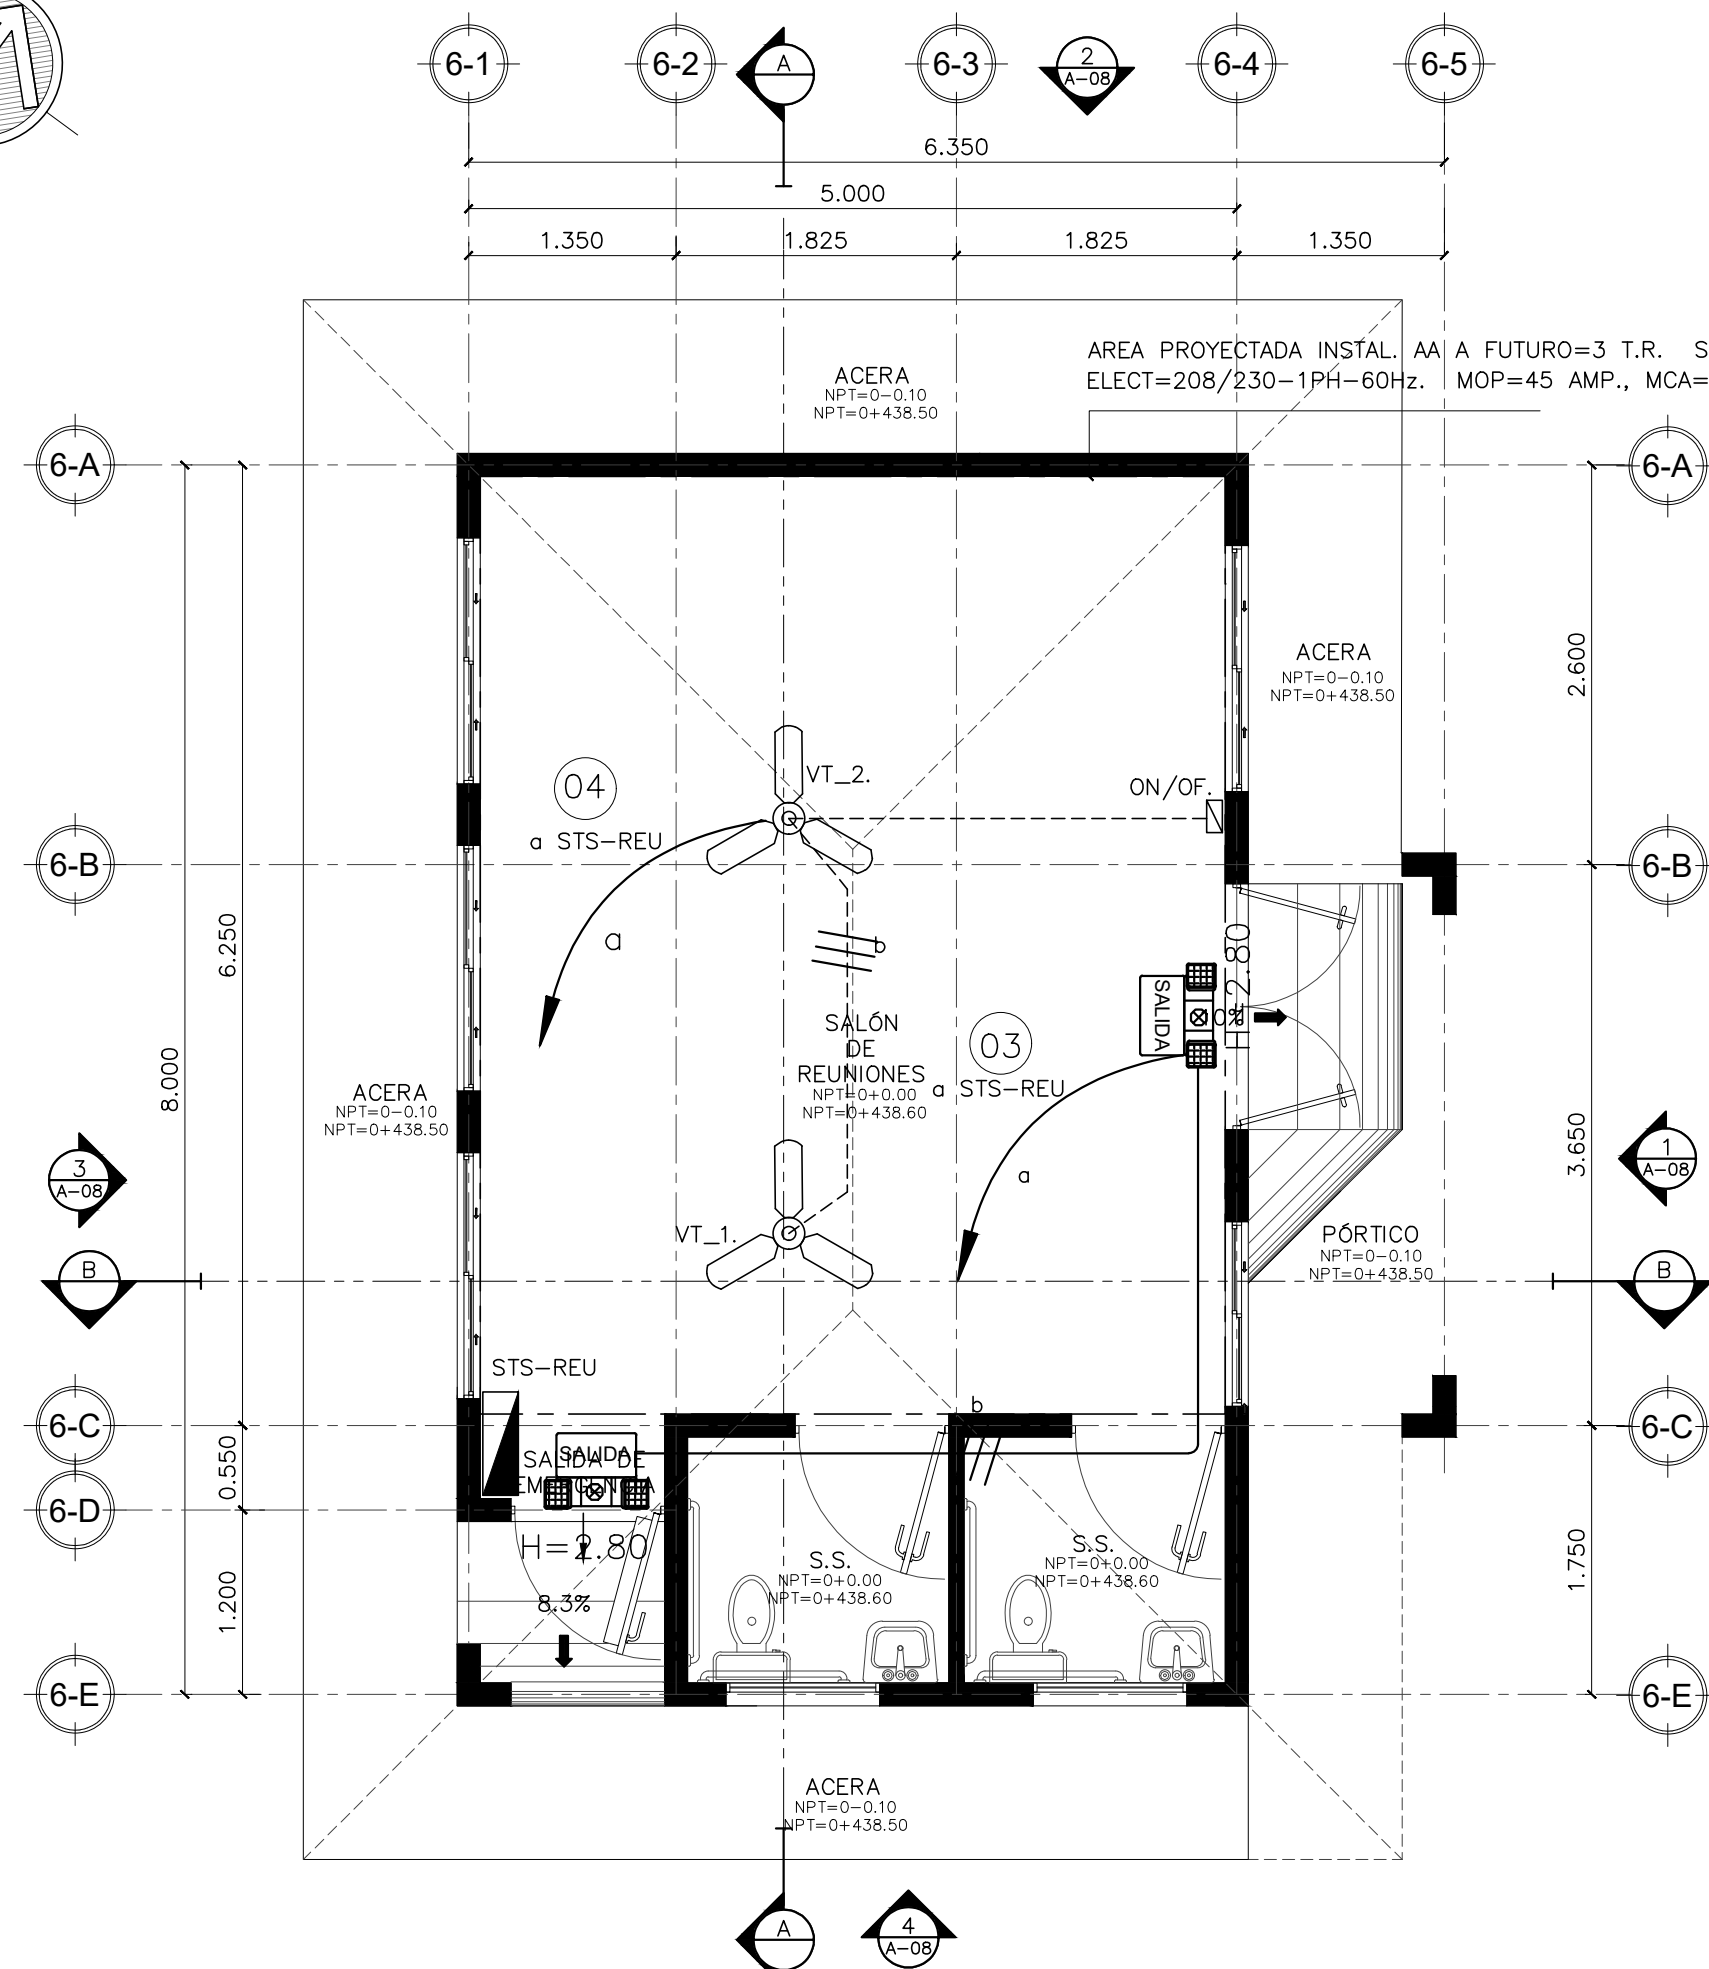 6-1
6-2
A
6-3
2
A-08
6-4
6-5
6.350
5.000
1.350
1.825
1.825
1.350
AREA PROYECTADA INSTAL. AA A FUTURO=3 T.R. S
ELECT=208/230-1PH-60Hz. MOP=45 AMP., MCA=
ACERA
NPT=0-0.10
NPT=0+438.50
6-A
6-A
ACERA
NPT=0-0.10
NPT=0+438.50
2.600
04
a STS-REU
VT_2.
ON/OF.
6-B
6-B
6.250
a
b
H=2.80
SALIDA
10%
SALÓN
DE
REUNIONES
NPT=0+0.00
NPT=0+438.60
03
a STS-REU
8.000
ACERA
NPT=0-0.10
NPT=0+438.50
3.650
3
A-08
1
A-08
a
VT_1.
PÓRTICO
NPT=0-0.10
NPT=0+438.50
B
B
STS-REU
b
6-C
6-C
0.550
SALIDA
SALIDA DE
EMERGENCIA
6-D
H=2.80
8.3%
S.S.
NPT=0+0.00
NPT=0+438.60
S.S.
NPT=0+0.00
NPT=0+438.60
1.200
1.750
6-E
6-E
ACERA
NPT=0-0.10
NPT=0+438.50
A
4
A-08